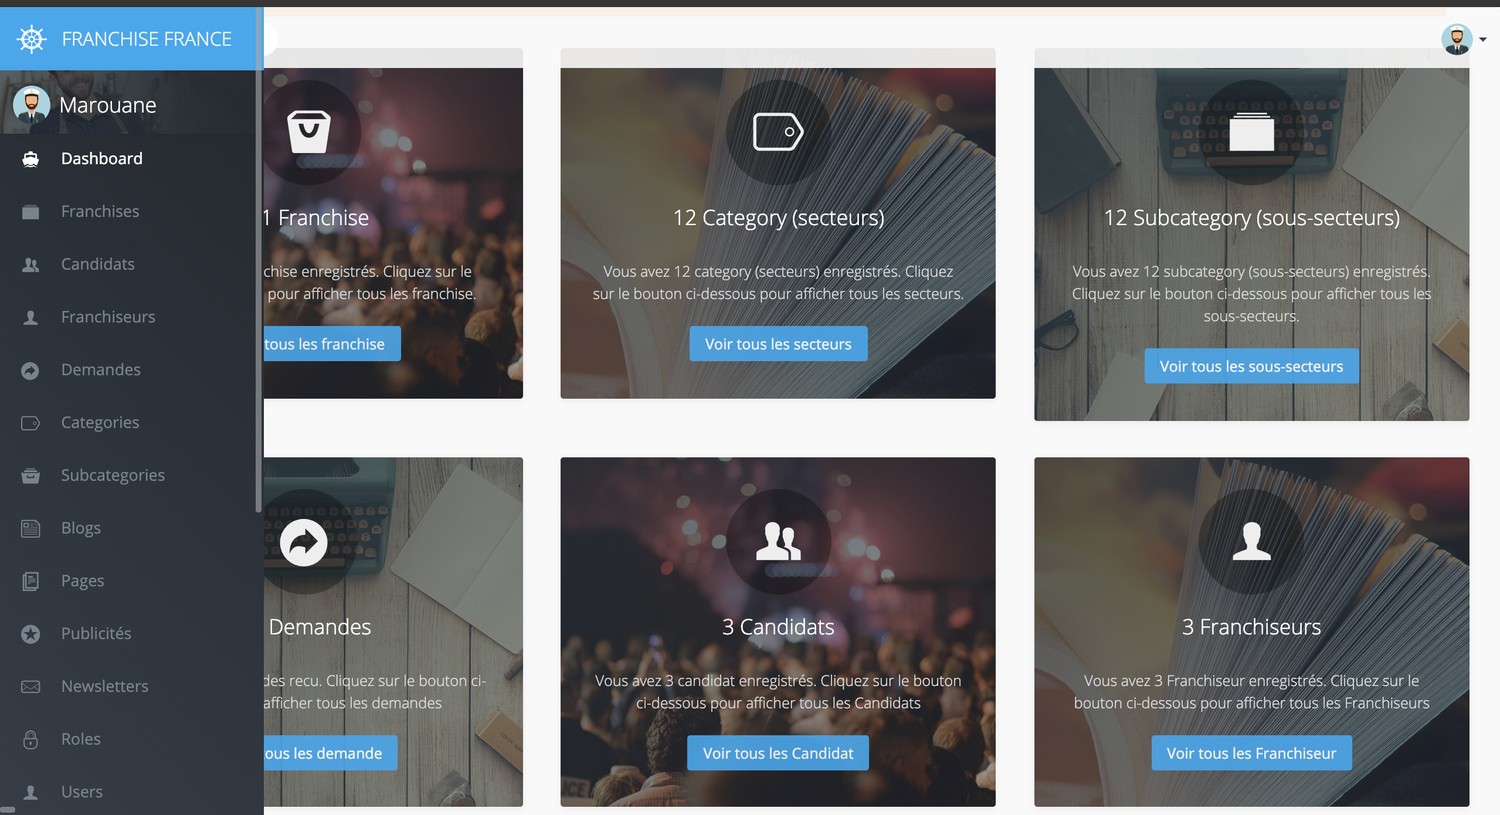 FRANCHISE FRANCE
Marouane
Dashboard
Franchises
Candidats
Franchiseurs
Demandes
Categories
Subcategories
Blogs
Pages
Publicités
Newsletters
Roles
Users
1 Franchise
chise enregistrés. Cliquez sur le
pour afficher tous les franchise.
tous les franchise
12 Category (secteurs)
Vous avez 12 category (secteurs) enregistrés. Cliquez
sur le bouton ci-dessous pour afficher tous les secteurs.
Voir tous les secteurs
12 Subcategory (sous-secteurs)
Vous avez 12 subcategory (sous-secteurs) enregistrés.
Cliquez sur le bouton ci-dessous pour afficher tous les
sous-secteurs.
Voir tous les sous-secteurs
Demandes
des recu. Cliquez sur le bouton ci-
afficher tous les demandes
ous les demande
3 Candidats
Vous avez 3 candidat enregistrés. Cliquez sur le bouton
ci-dessous pour afficher tous les Candidats
Voir tous les Candidat
3 Franchiseurs
Vous avez 3 Franchiseur enregistrés. Cliquez sur le
bouton ci-dessous pour afficher tous les Franchiseurs
Voir tous les Franchiseur